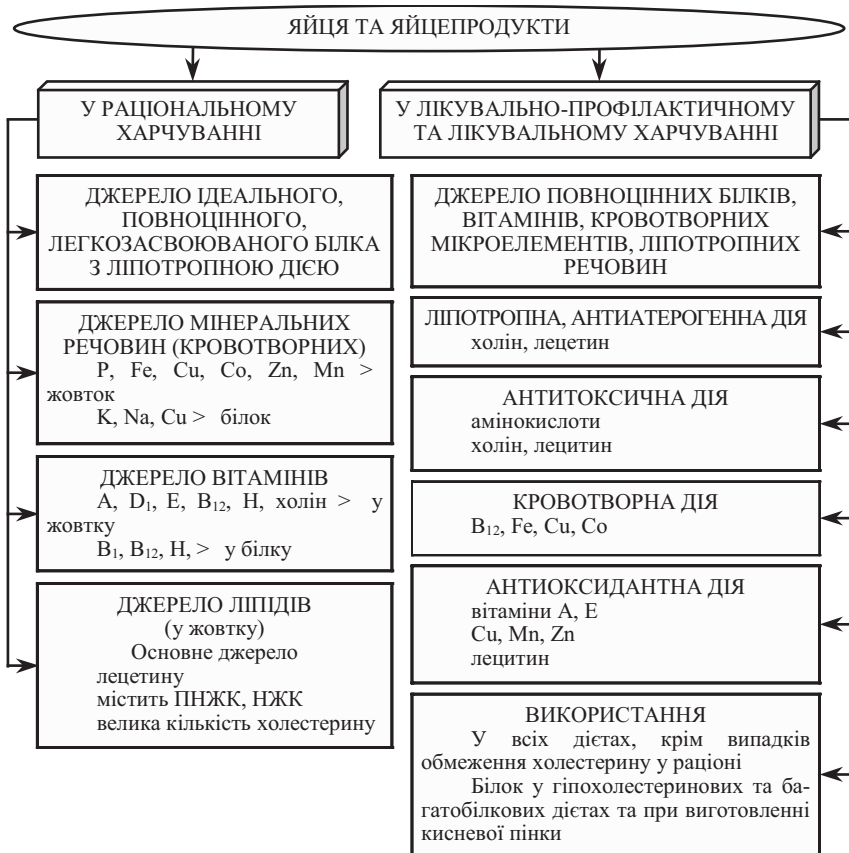 ЯЙЦЯ ТА ЯЙЦЕПРОДУКТИ
У РАЦІОНАЛЬНОМУ
ХАРЧУВАННІ
ДЖЕРЕЛО ІДЕАЛЬНОГО,
ПОВНОЦІННОГО,
ЛЕГКОЗАСВОЮВАНОГО БІЛКА
З ЛІПОТРОПНОЮ ДІЄЮ
ДЖЕРЕЛО МІНЕРАЛЬНИХ
РЕЧОВИН (КРОВОТВОРНИХ)
P, Fe, Cu, Co, Zn, Mn >
жовток
K, Na, Cu > білок
ДЖЕРЕЛО ВІТАМІНІВ
A, D₁, E, B₁₂, H, холін > у
жовтку
B₁, B₁₂, H, > у білку
ДЖЕРЕЛО ЛІПІДІВ
(у жовтку)
Основне джерело
лецетину
містить ПНЖК, НЖК
велика кількість холестерину
У ЛІКУВАЛЬНО-ПРОФІЛАКТИЧНОМУ
ТА ЛІКУВАЛЬНОМУ ХАРЧУВАННІ
ДЖЕРЕЛО ПОВНОЦІННИХ БІЛКІВ,
ВІТАМІНІВ, КРОВОТВОРНИХ
МІКРОЕЛЕМЕНТІВ, ЛІПОТРОПНИХ
РЕЧОВИН
ЛІПОТРОПНА, АНТИАТЕРОГЕННА ДІЯ
холін, лецетин
АНТИТОКСИЧНА ДІЯ
амінокислоти
холін, лецитин
КРОВОТВОРНА ДІЯ
B₁₂, Fe, Cu, Co
АНТИОКСИДАНТНА ДІЯ
вітаміни А, Е
Cu, Mn, Zn
лецитин
ВИКОРИСТАННЯ
У всіх дієтах, крім випадків
обмеження холестерину у раціоні
Білок у гіпохолестеринових та ба-
гатобілкових дієтах та при виготовленні
кисневої пінки